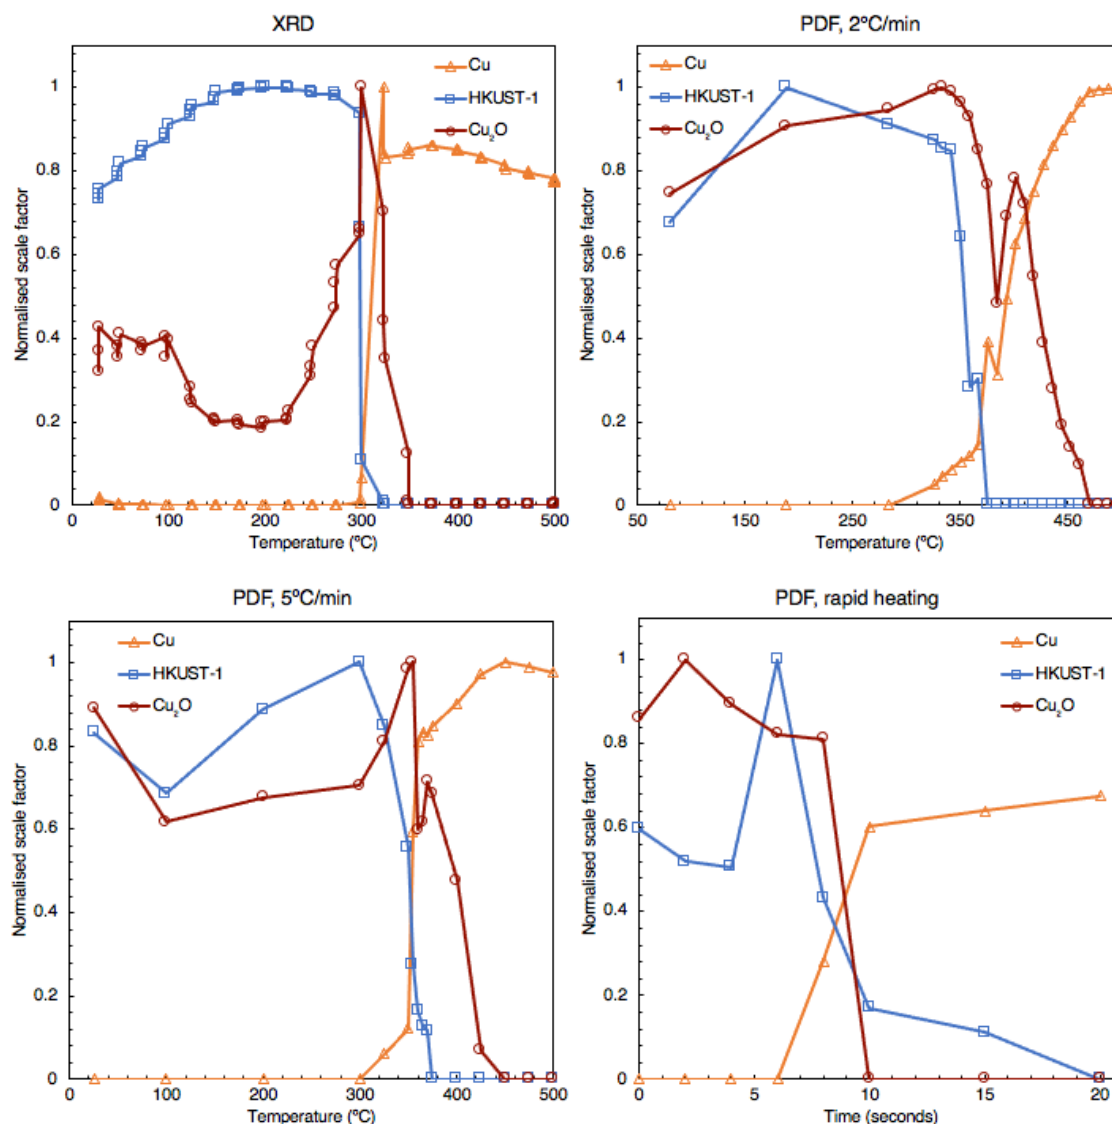 XRD
Normalised scale factor
1
0.8
0.6
0.4
0.2
0
Cu
HKUST-1
Cu₂O
0 100 200 300 400 500
Temperature (ºC)
PDF, 2ºC/min
Normalised scale factor
1
0.8
0.6
0.4
0.2
0
Cu
HKUST-1
Cu₂O
50 150 250 350 450
Temperature (ºC)
PDF, 5ºC/min
Normalised scale factor
1
0.8
0.6
0.4
0.2
0
Cu
HKUST-1
Cu₂O
0 100 200 300 400 500
Temperature (ºC)
PDF, rapid heating
Normalised scale factor
1
0.8
0.6
0.4
0.2
0
Cu
HKUST-1
Cu₂O
0 5 10 15 20
Time (seconds)